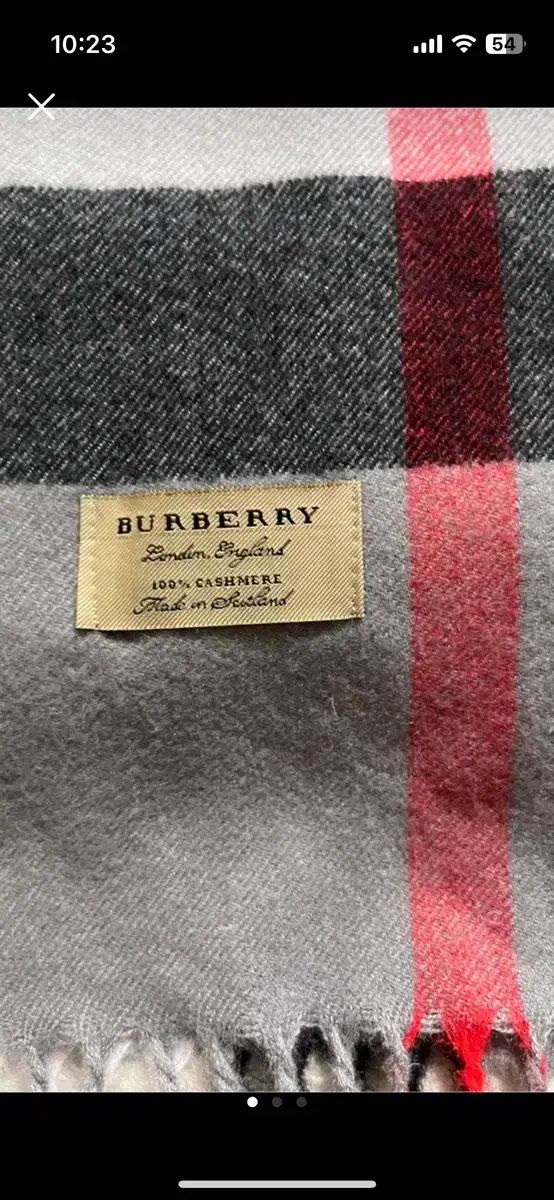 10:23
54
BURBERRY
London, England
100% CASHMERE
Made in Scotland